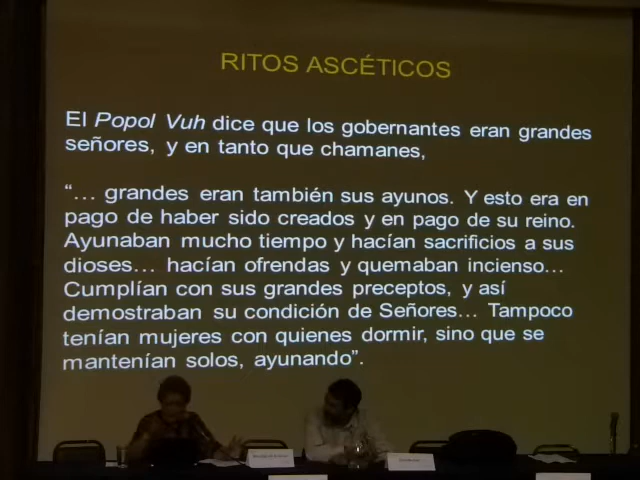 RITOS ASCÉTICOS
El Popol Vuh dice que los gobernantes eran grandes
señores, y en tanto que chamanes,
“… grandes eran también sus ayunos. Y esto era en
pago de haber sido creados y en pago de su reino.
Ayunaban mucho tiempo y hacían sacrificios a sus
dioses… hacían ofrendas y quemaban incienso…
Cumplían con sus grandes preceptos, y así
demostraban su condición de Señores… Tampoco
tenían mujeres con quienes dormir, sino que se
mantenían solos, ayunando”.